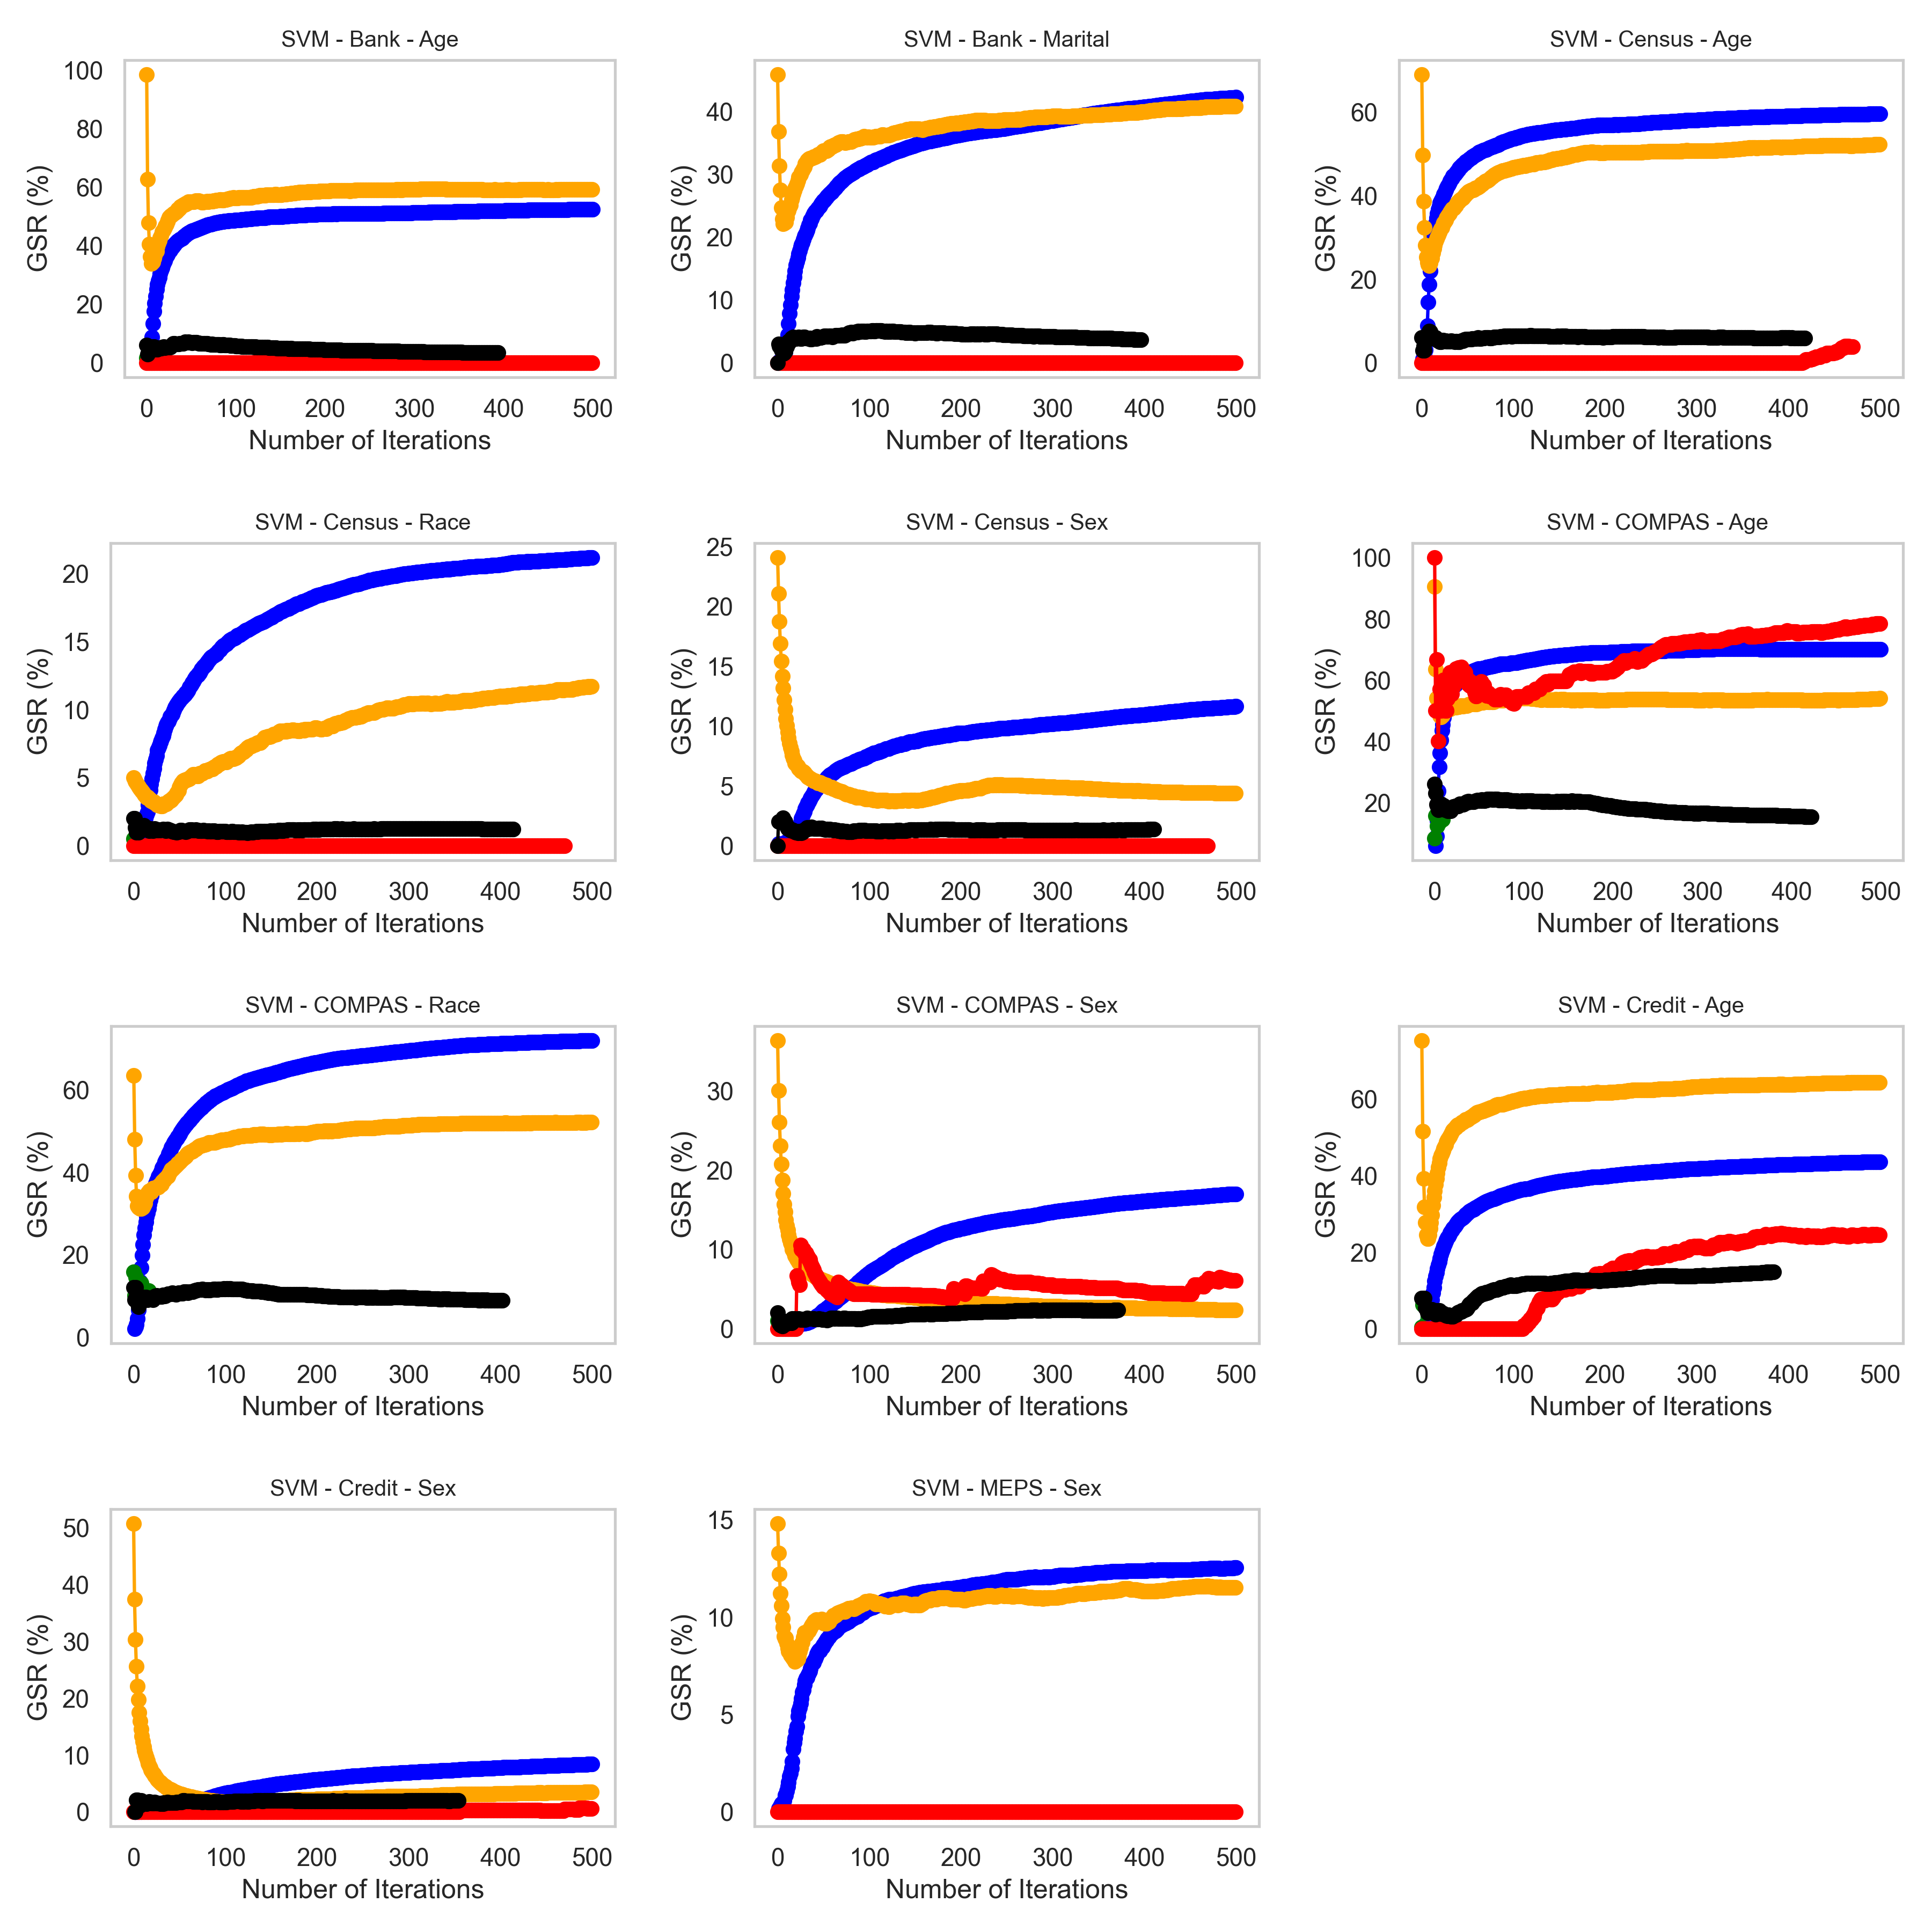 SVM - Bank - Age
GSR (%)
100
80
60
40
20
0
0 100 200 300 400 500
Number of Iterations
SVM - Bank - Marital
GSR (%)
40
30
20
10
0
0 100 200 300 400 500
Number of Iterations
SVM - Census - Age
GSR (%)
60
40
20
0
0 100 200 300 400 500
Number of Iterations
SVM - Census - Race
GSR (%)
20
15
10
5
0
0 100 200 300 400 500
Number of Iterations
SVM - Census - Sex
GSR (%)
25
20
15
10
5
0
0 100 200 300 400 500
Number of Iterations
SVM - COMPAS - Age
GSR (%)
100
80
60
40
20
0 100 200 300 400 500
Number of Iterations
SVM - COMPAS - Race
GSR (%)
60
40
20
0
0 100 200 300 400 500
Number of Iterations
SVM - COMPAS - Sex
GSR (%)
30
20
10
0
0 100 200 300 400 500
Number of Iterations
SVM - Credit - Age
GSR (%)
60
40
20
0
0 100 200 300 400 500
Number of Iterations
SVM - Credit - Sex
GSR (%)
50
40
30
20
10
0
0 100 200 300 400 500
Number of Iterations
SVM - MEPS - Sex
GSR (%)
15
10
5
0
0 100 200 300 400 500
Number of Iterations